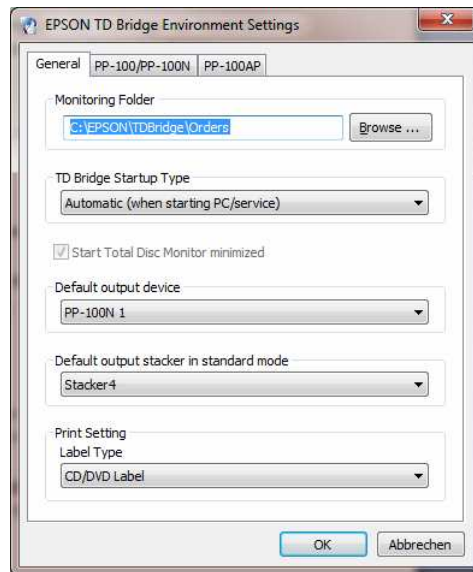 EPSON TD Bridge Environment Settings
General PP-100/PP-100N PP-100AP
Monitoring Folder
C:\EPSON\TDBridge\Orders Browse ...
TD Bridge Startup Type
Automatic (when starting PC/service)
Start Total Disc Monitor minimized
Default output device
PP-100N 1
Default output stacker in standard mode
Stacker4
Print Setting
Label Type
CD/DVD Label
OK Abbrechen